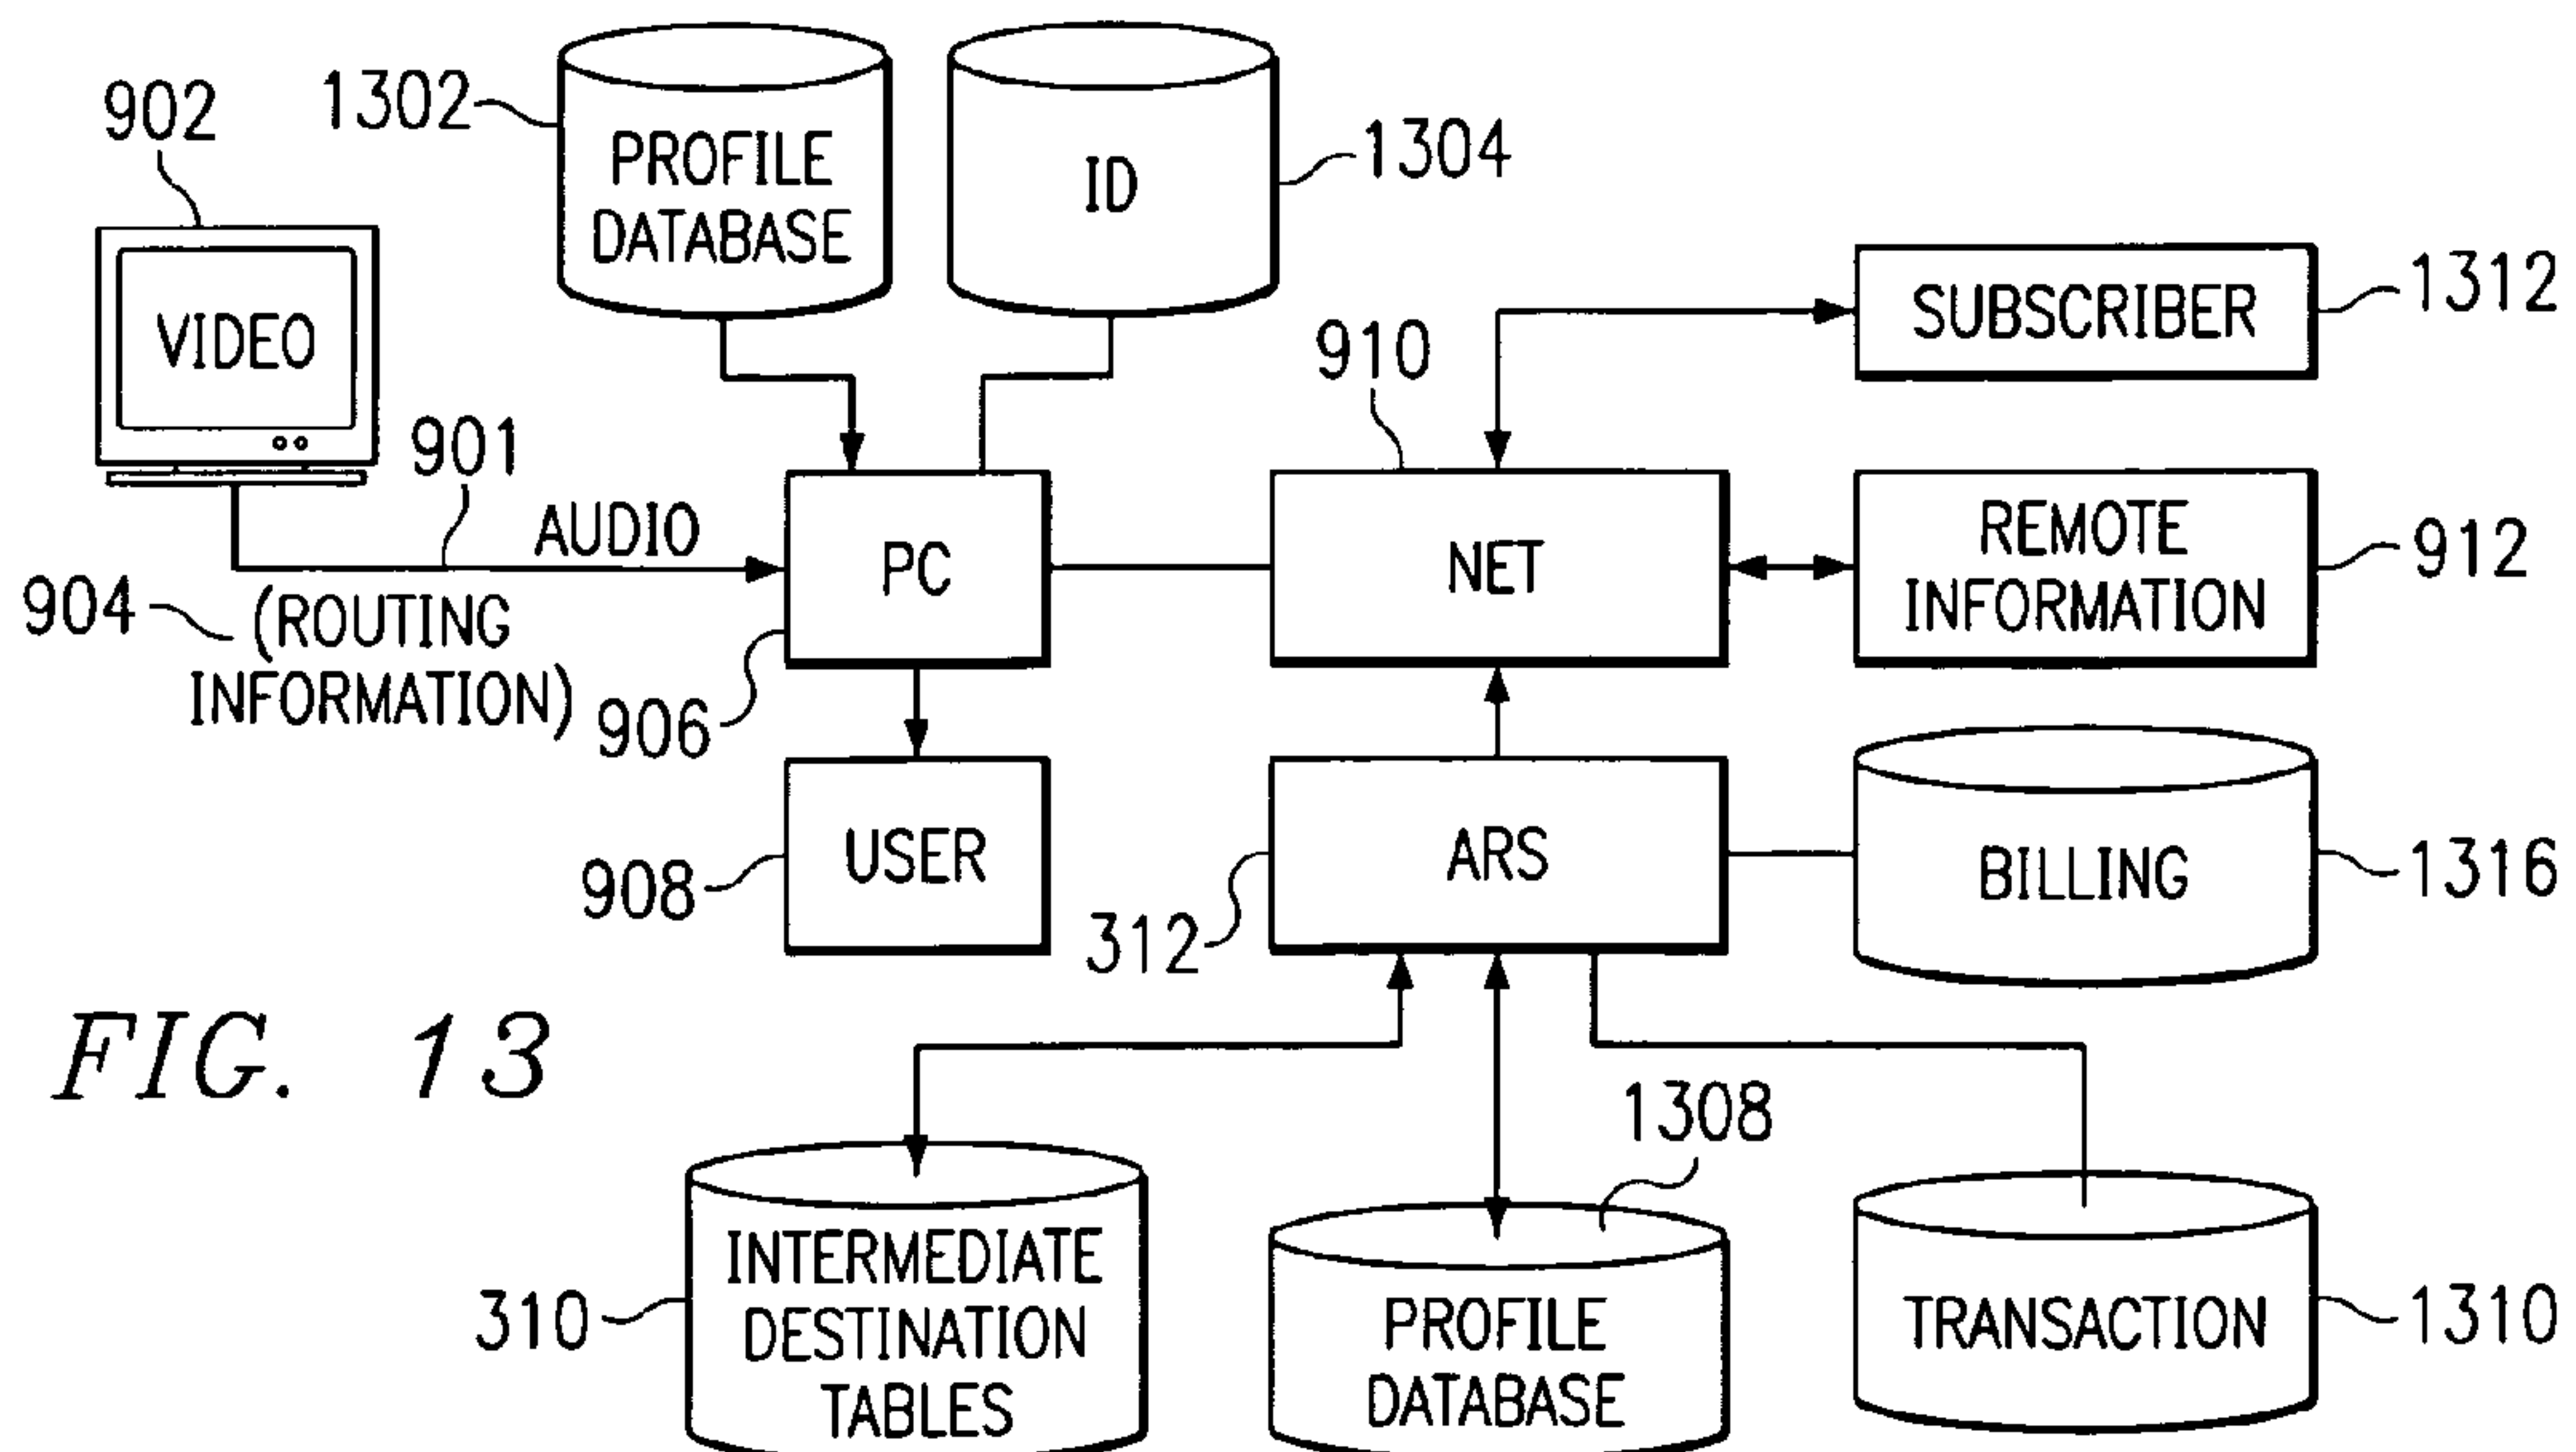 902
1302
PROFILE
DATABASE
ID
1304
VIDEO
901
AUDIO
904
(ROUTING
INFORMATION)
PC
906
USER
908
910
NET
SUBSCRIBER
1312
REMOTE
INFORMATION
912
ARS
312
BILLING
1316
FIG. 13
310
INTERMEDIATE
DESTINATION
TABLES
1308
PROFILE
DATABASE
TRANSACTION
1310